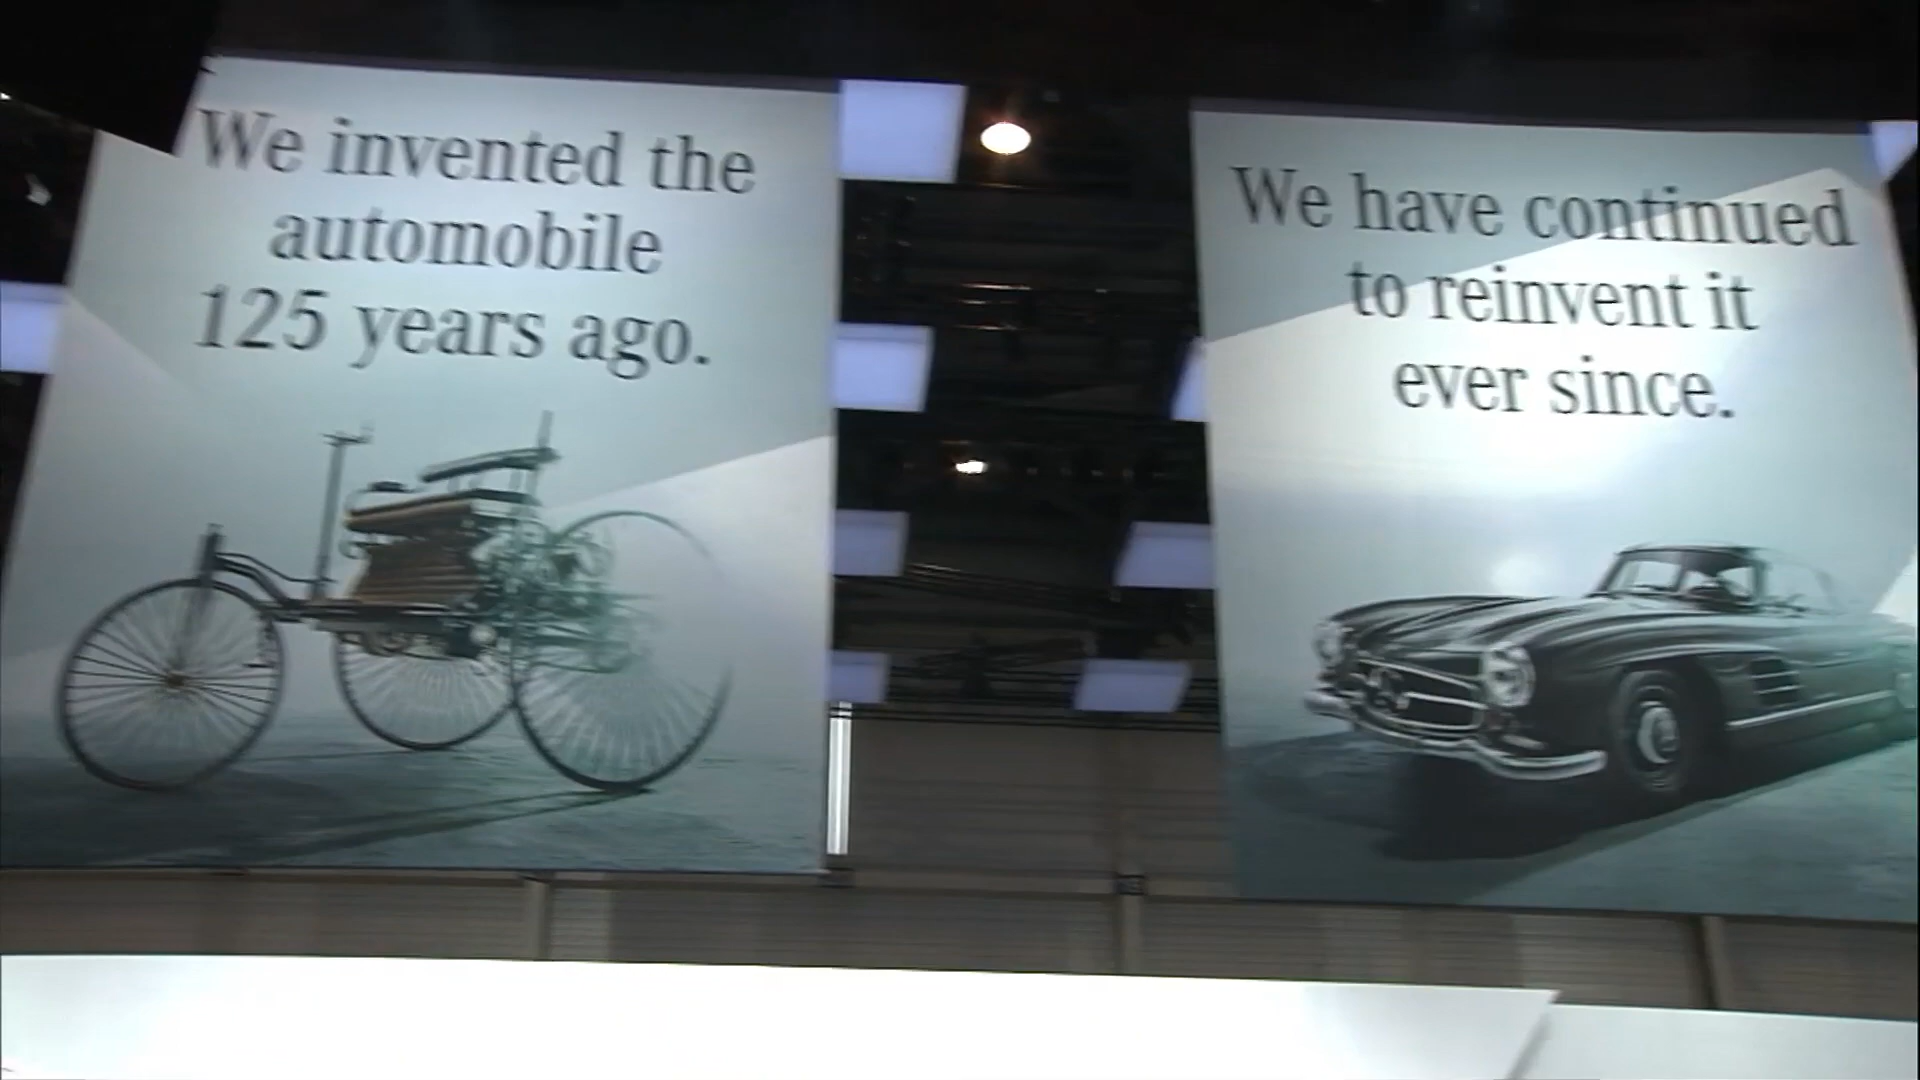 We invented the
automobile
125 years ago.
We have continued
to reinvent it
ever since.